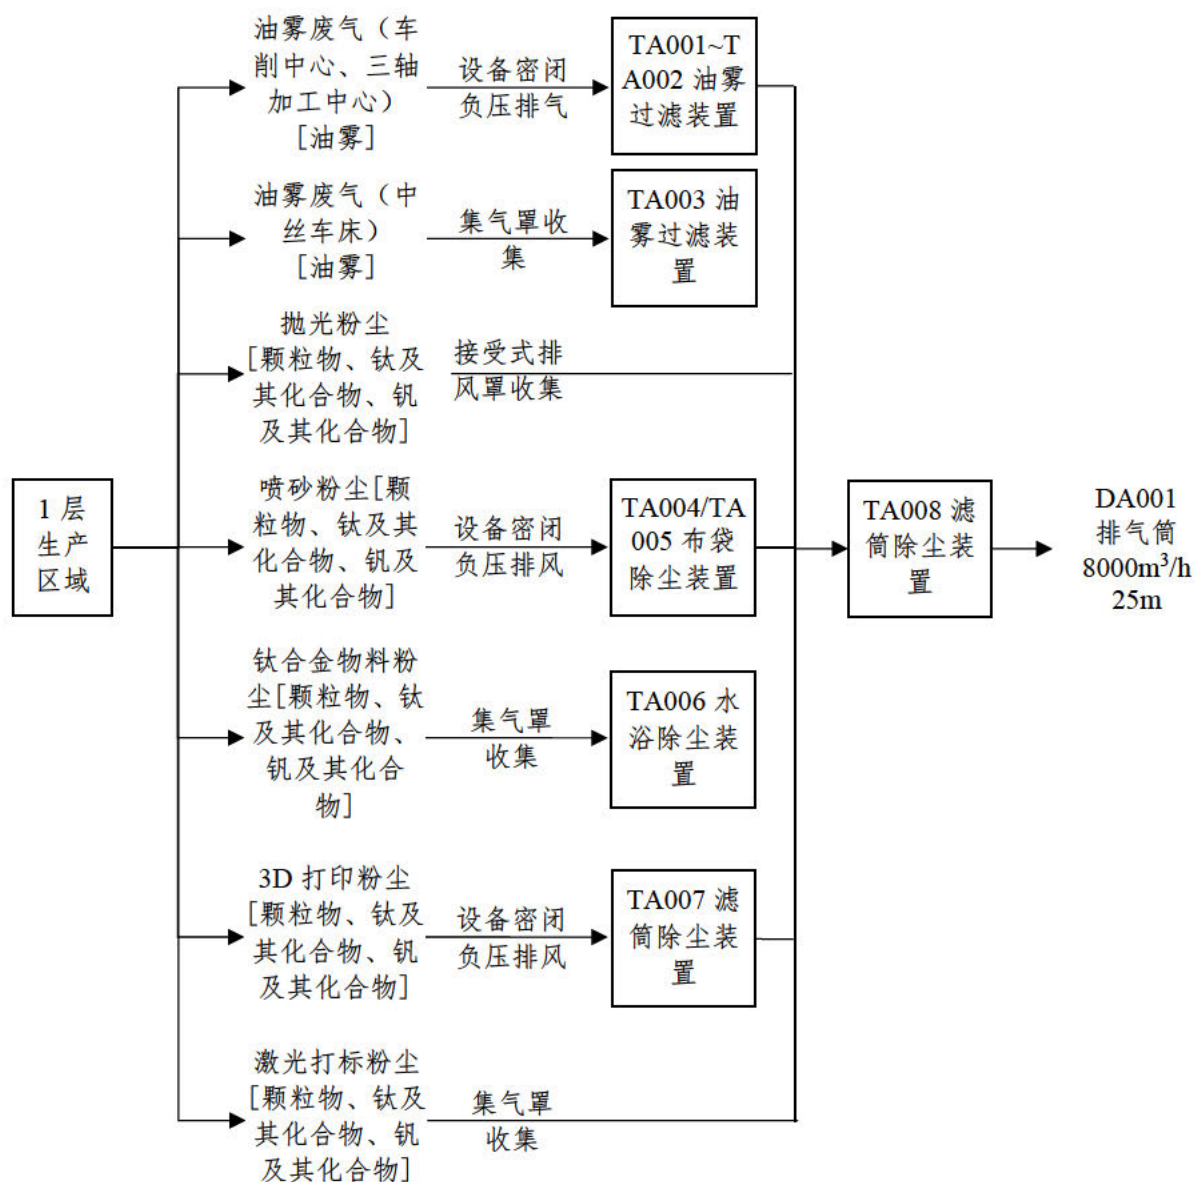 油雾废气（车
削中心、三轴
加工中心）
[油雾]
设备密闭
负压排气
TA001~T
A002 油雾
过滤装置
油雾废气（中
丝车床）
[油雾]
集气罩收
集
TA003 油
雾过滤装
置
抛光粉尘
[颗粒物、钛及
其化合物、钒
及其化合物]
接受式排
风罩收集
1 层
生产
区域
喷砂粉尘[颗
粒物、钛及其
化合物、钒及
其化合物]
设备密闭
负压排风
TA004/TA
005 布袋
除尘装置
TA008 滤
筒除尘装
置
DA001
排气筒
8000m³/h
25m
钛合金物料粉
尘[颗粒物、钛
及其化合物、
钒及其化合
物]
集气罩
收集
TA006 水
浴除尘装
置
3D 打印粉尘
[颗粒物、钛及
其化合物、钒
及其化合物]
设备密闭
负压排风
TA007 滤
筒除尘装
置
激光打标粉尘
[颗粒物、钛及
其化合物、钒
及其化合物]
集气罩
收集